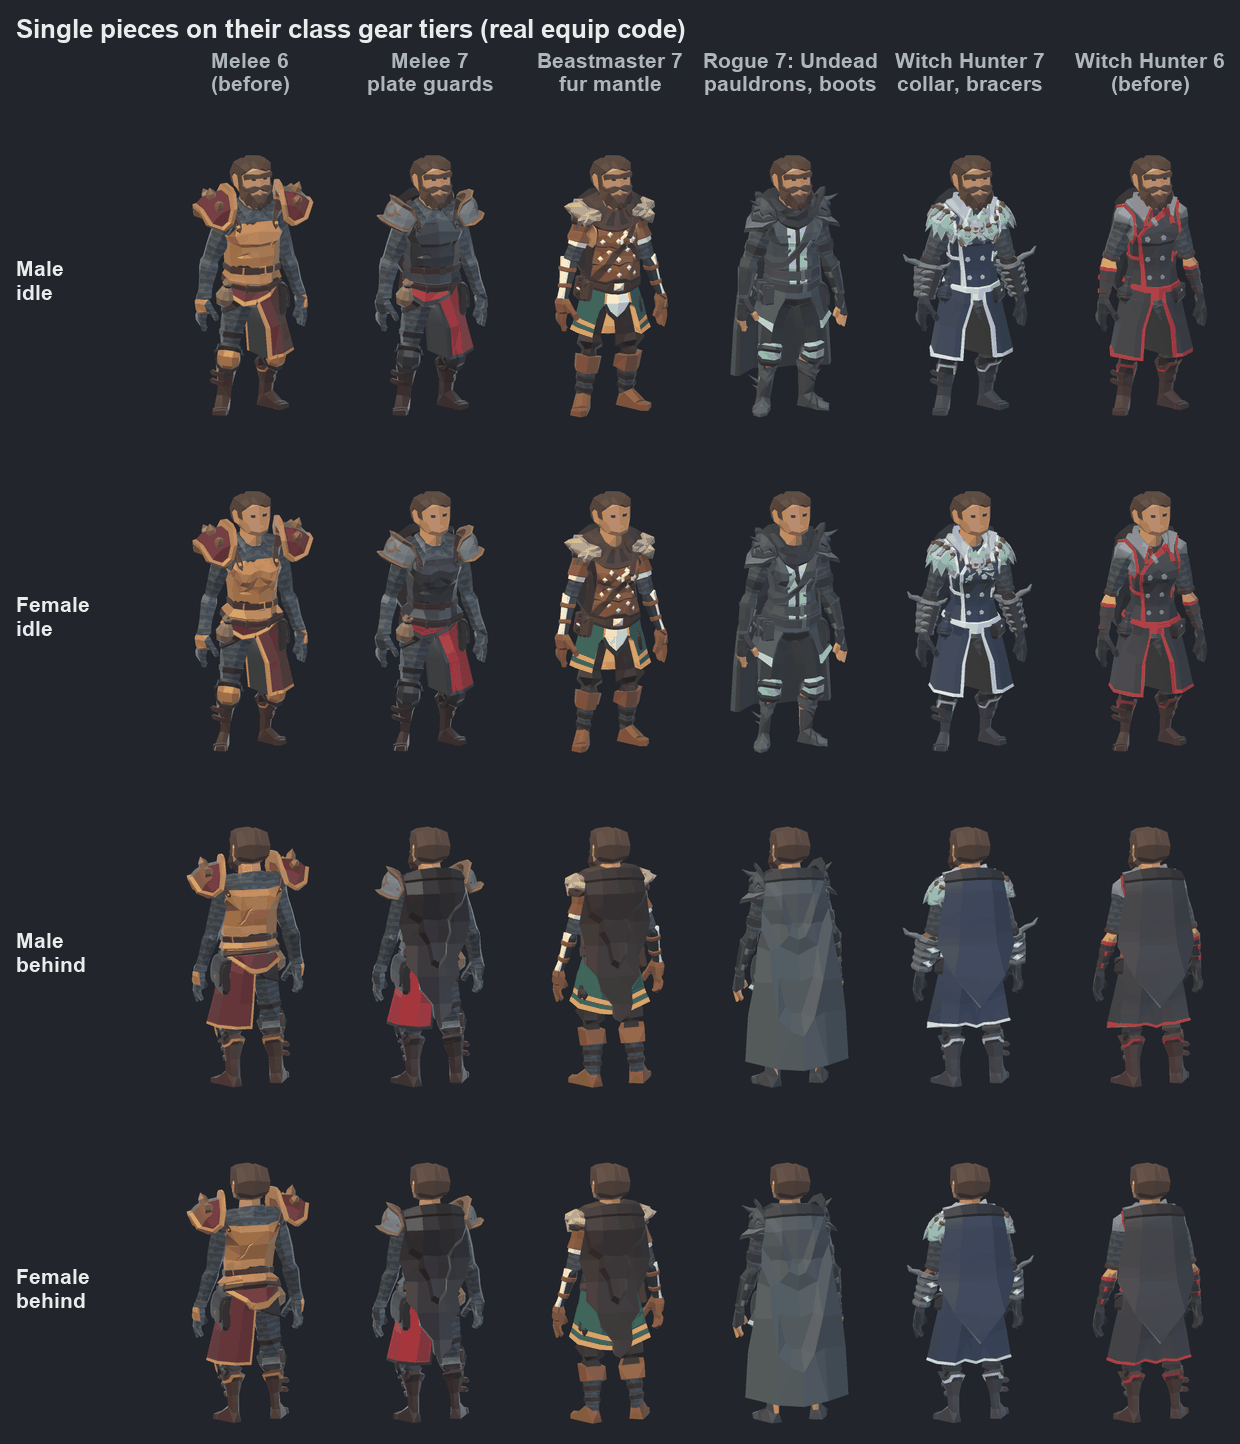 Single pieces on their class gear tiers (real equip code)
Melee 6
(before)
Melee 7
plate guards
Beastmaster 7
fur mantle
Rogue 7: Undead
pauldrons, boots
Witch Hunter 7
collar, bracers
Witch Hunter 6
(before)
Male
idle
Female
idle
Male
behind
Female
behind